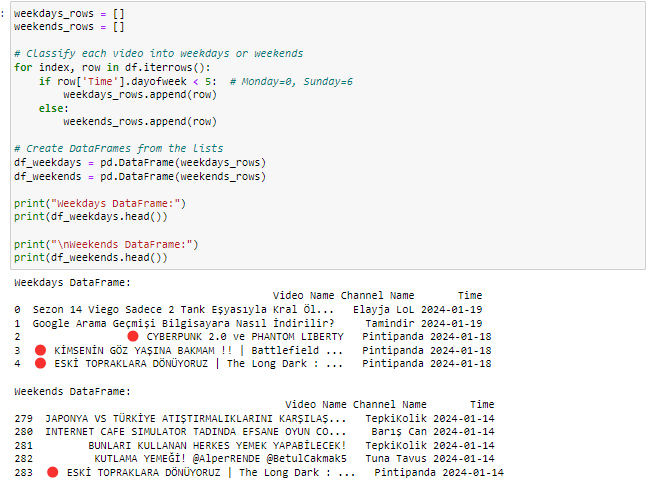 weekdays_rows = []
weekends_rows = []
# Classify each video into weekdays or weekends
for index, row in df.iterrows():
    if row['Time'].dayofweek < 5:  # Monday=0, Sunday=6
        weekdays_rows.append(row)
    else:
        weekends_rows.append(row)
# Create DataFrames from the lists
df_weekdays = pd.DataFrame(weekdays_rows)
df_weekends = pd.DataFrame(weekends_rows)
print("Weekdays DataFrame:")
print(df_weekdays.head())
print("\nWeekends DataFrame:")
print(df_weekends.head())
Weekdays DataFrame:
Video Name Channel Name Time
0 Sezon 14 Viego Sadece 2 Tank Eşyasıyla Kral Öl... Elayja LoL 2024-01-19
1 Google Arama Geçmişi Bilgisayara Nasıl İndirilir? Tamindir 2024-01-19
2 🔴 CYBERPUNK 2.0 ve PHANTOM LIBERTY Pintipanda 2024-01-18
3 🔴 KİMSENİN GÖZ YAŞINA BAKMAM !! | Battlefield ... Pintipanda 2024-01-18
4 🔴 ESKİ TOPRAKLARA DÖNÜYORUZ | The Long Dark : ... Pintipanda 2024-01-18
Weekends DataFrame:
Video Name Channel Name Time
279 JAPONYA VS TÜRKİYE ATIŞTIRMALIKLARINI KARŞILAŞ... TepkiKolik 2024-01-14
280 INTERNET CAFE SIMULATOR TADINDA EFSANE OYUN CO... Barış Can 2024-01-14
281 BUNLARI KULLANAN HERKES YEMEK YAPABİLECEK! Tepkikolik 2024-01-14
282 KUTLAMA YEMEĞİ! @AlperRENDE @BetulCakmak5 Tuna Tavus 2024-01-14
283 🔴 ESKİ TOPRAKLARA DÖNÜYORUZ | The Long Dark : ... Pintipanda 2024-01-14